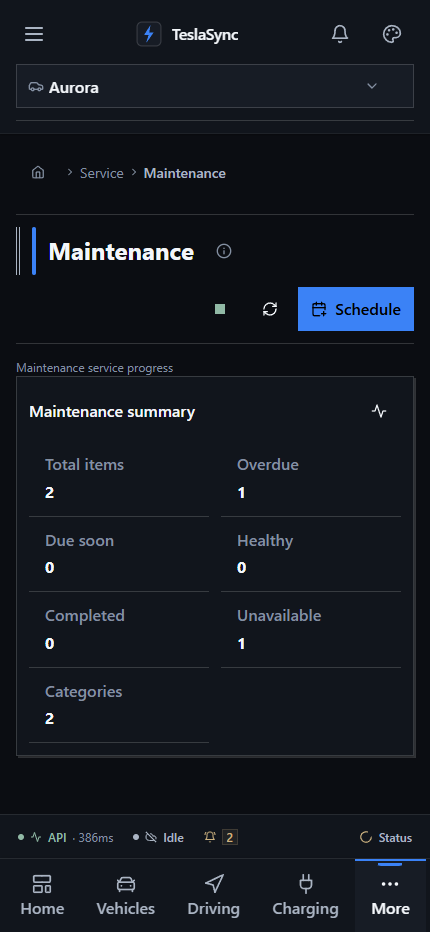 TeslaSync
Aurora
Service
Maintenance
Maintenance
Schedule
Maintenance service progress
Maintenance summary
Total items
2
Overdue
1
Due soon
0
Healthy
0
Completed
0
Unavailable
1
Categories
2
API · 386ms
Idle
2
Status
Home
Vehicles
Driving
Charging
More